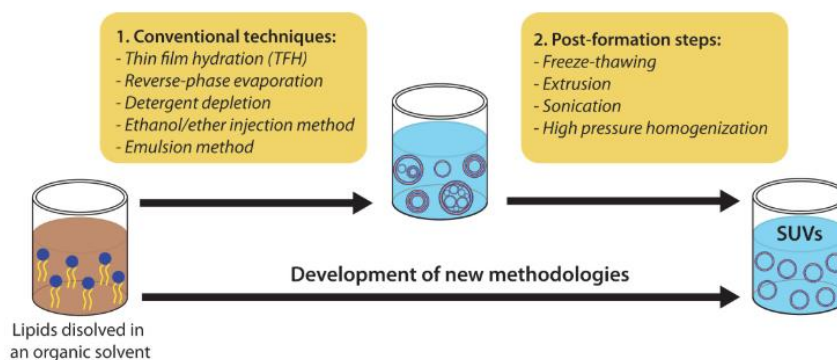 1. Conventional techniques:
- Thin film hydration (TFH)
- Reverse-phase evaporation
- Detergent depletion
- Ethanol/ether injection method
- Emulsion method
2. Post-formation steps:
- Freeze-thawing
- Extrusion
- Sonication
- High pressure homogenization
SUVs
Development of new methodologies
Lipids disolved in
an organic solvent